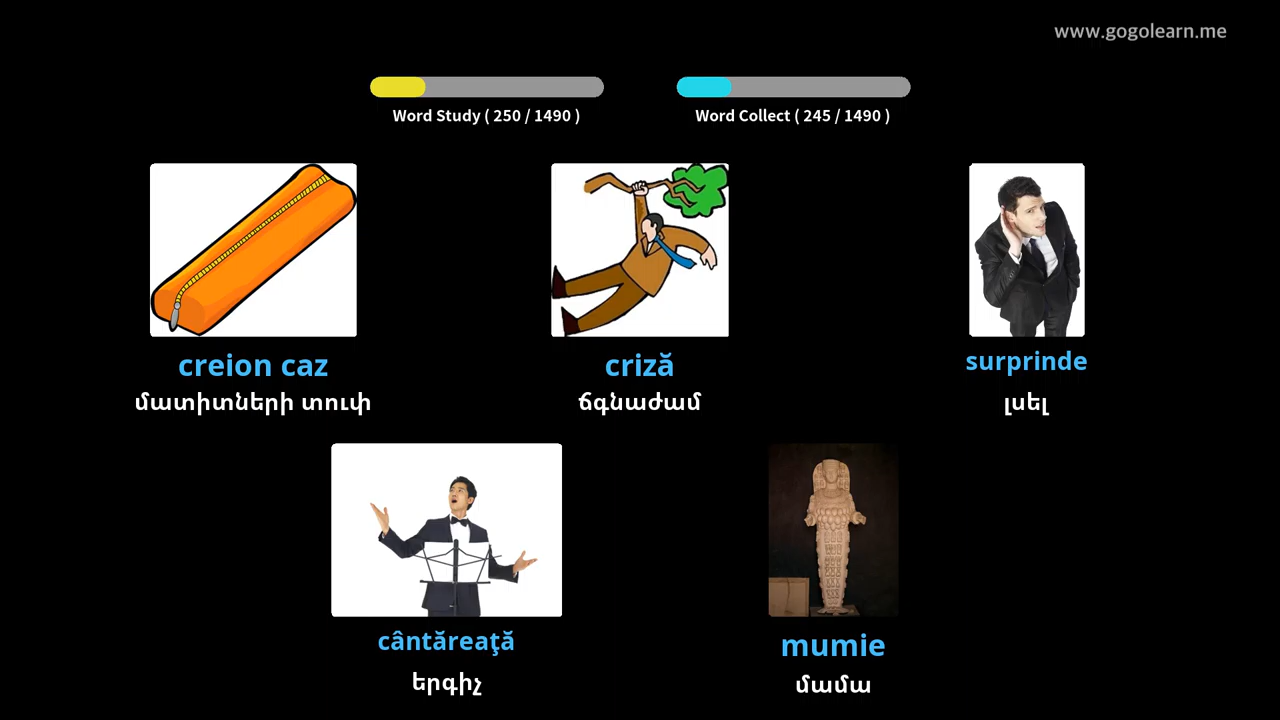 www.gogolearn.me
Word Study ( 250 / 1490 )
Word Collect ( 245 / 1490 )
creion caz
մատիտների տուփ
criză
ճգնաժամ
surprinde
լսել
cântăreaţă
երգիչ
mumie
մամա